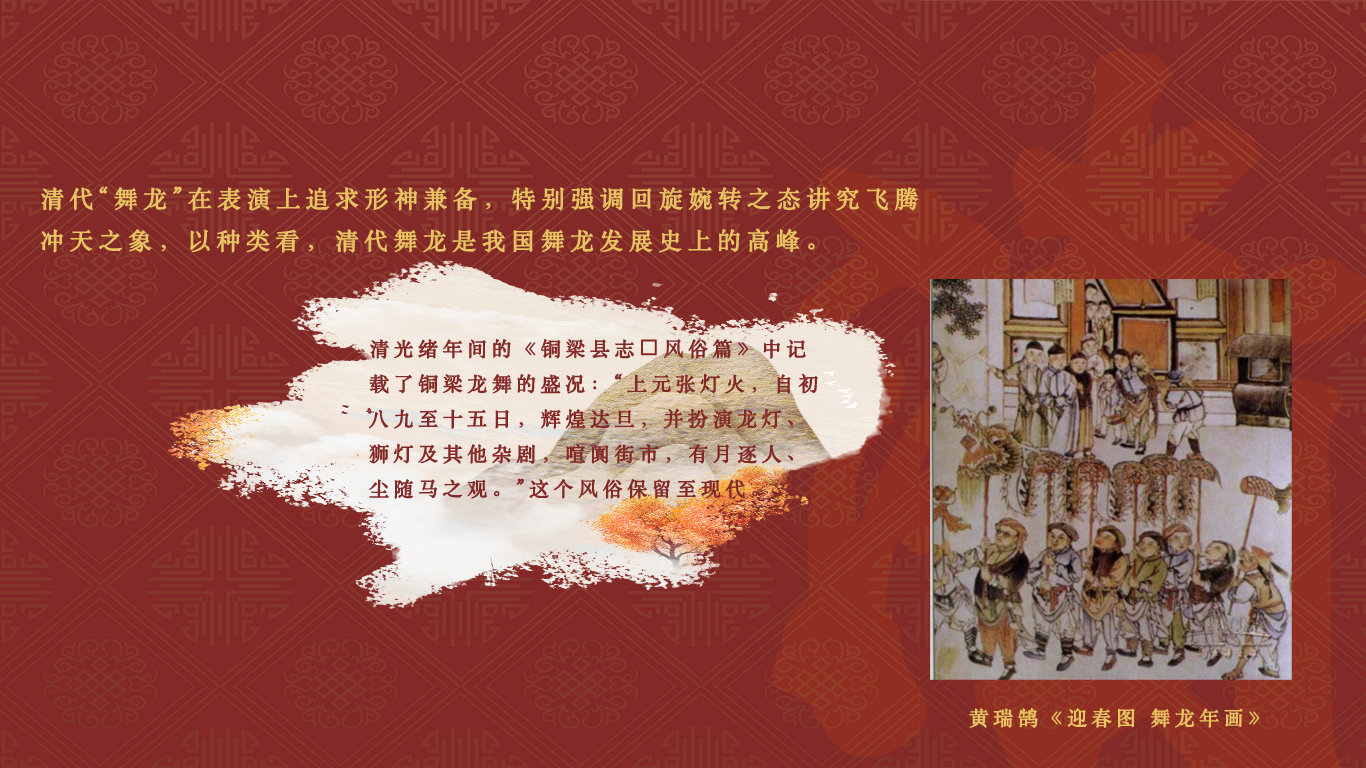 清代“舞龙”在表演上追求形神兼备，特别强调回旋婉转之态讲究飞腾
冲天之象，以种类看，清代舞龙是我国舞龙发展史上的高峰。
清光绪年间的《铜梁县志□风俗篇》中记
载了铜梁龙舞的盛况：“上元张灯火，自初
八九至十五日，辉煌达旦，并扮演龙灯、
狮灯及其他杂剧，喧阗街市，有月逐人、
尘随马之观。”这个风俗保留至现代。
黄瑞鹄《迎春图 舞龙年画》